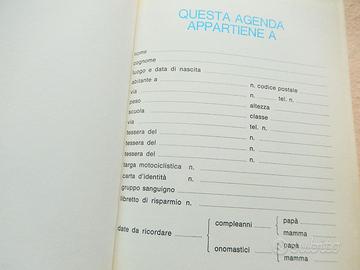 QUESTA AGENDA
APPARTIENE A
nome
cognome
luogo e data di nascita
abitante a n. codice postale
via n. tel. n.
peso altezza
scuola classe
via n. tel. n.
tessera del n.
tessera del n.
tessera del n.
targa motociclistica n.
carta d'identità n.
gruppo sanguigno
libretto di risparmio n.
date da ricordare
compleanni
papà
mamma
onomastici
papà
mamma